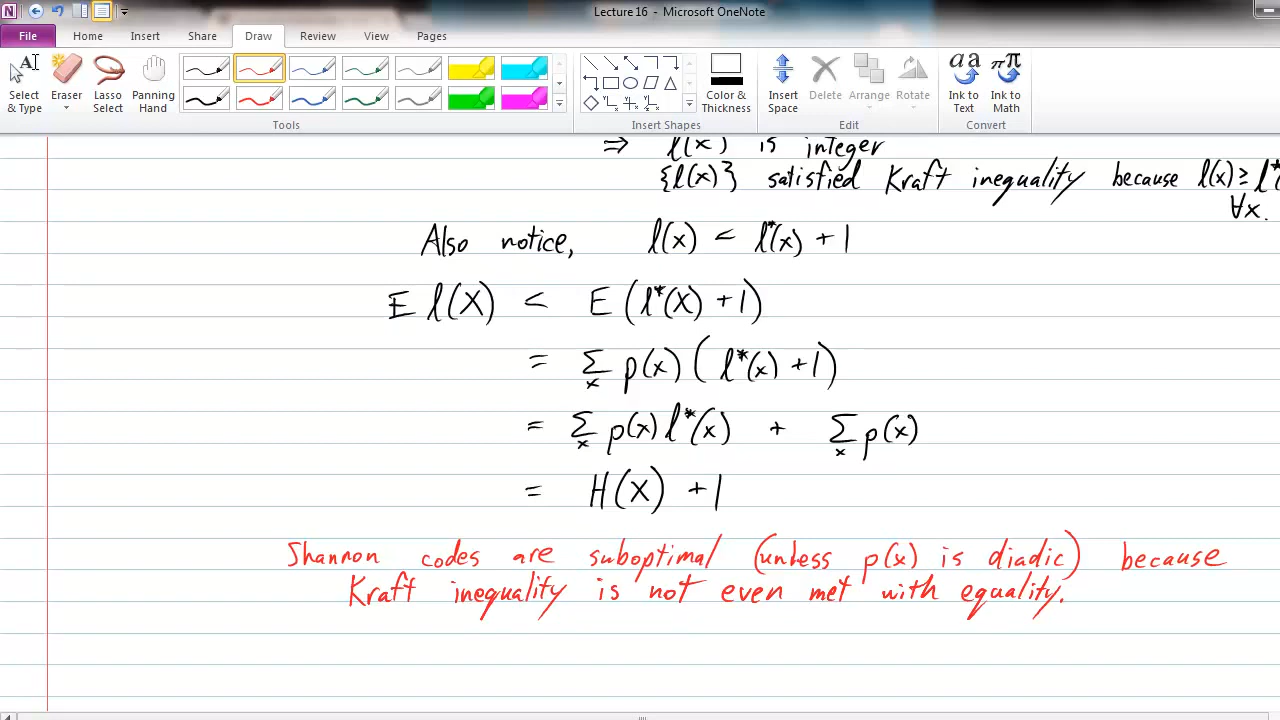 Lecture 16 - Microsoft OneNote
File Home Insert Share Draw Review View Pages
Select & Type
Eraser
Lasso Select
Panning Hand
Color & Thickness
Insert Space
Delete
Arrange
Rotate
Ink to Text
Ink to Math
Tools Insert Shapes Edit Convert
⇒ l(x) is integer
{l(x)} satisfied Kraft inequality because l(x) ≥ l*(
∀x.
Also notice, l(x) < l*(x) + 1
E l(X) < E(l*(X) + 1)
= Σ_x p(x) ( l*(x) + 1)
= Σ_x p(x) l*(x) + Σ_x p(x)
= H(X) + 1
Shannon codes are suboptimal (unless p(x) is diadic) because
Kraft inequality is not even met with equality.